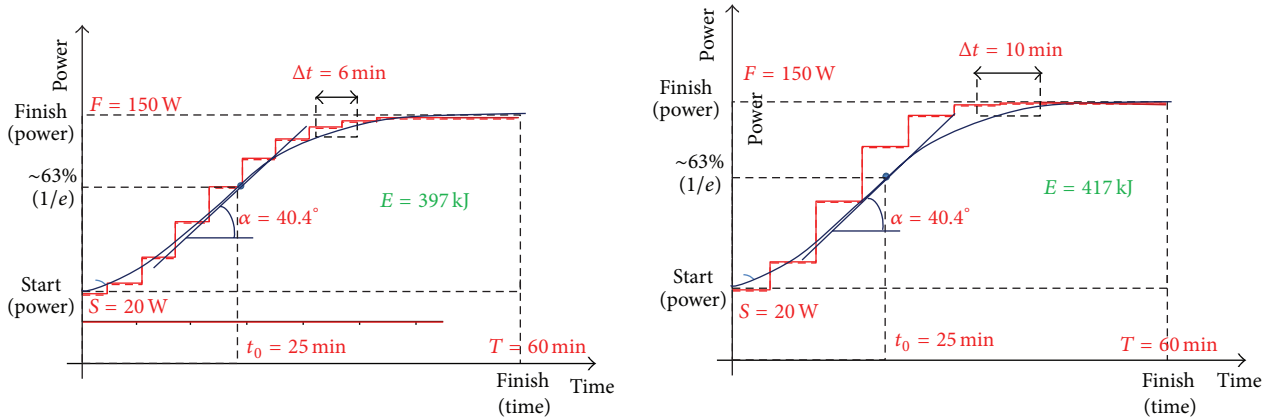 Power
Δt = 6 min
F = 150 W
Finish
(power)
~63%
(1/e)
E = 397 kJ
α = 40.4°
Start
(power)
S = 20 W
t₀ = 25 min
T = 60 min
Finish
(time)
Time
Power
Δt = 10 min
F = 150 W
Finish
(power)
Power
~63%
(1/e)
E = 417 kJ
α = 40.4°
Start
(power)
S = 20 W
t₀ = 25 min
T = 60 min
Finish
(time)
Time